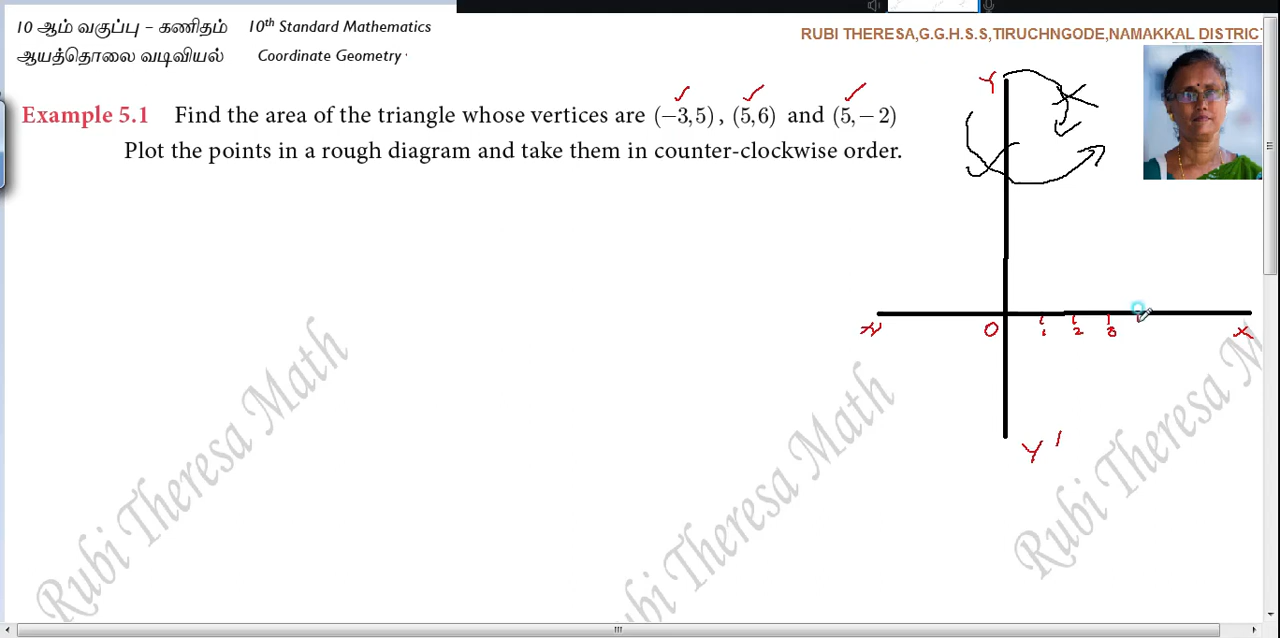 10 ஆம் வகுப்பு – கணிதம் 10th Standard Mathematics
ஆயத்தொலை வடிவியல் Coordinate Geometry
RUBI THERESA,G.G.H.S.S,TIRUCHNGODE,NAMAKKAL DISTRIC
Example 5.1 Find the area of the triangle whose vertices are (−3,5) , (5,6) and (5,−2)
Plot the points in a rough diagram and take them in counter-clockwise order.
Y
X' O 1 2 3 X
Y'
Rubi Theresa Math
Rubi Theresa Math
Rubi Theresa M